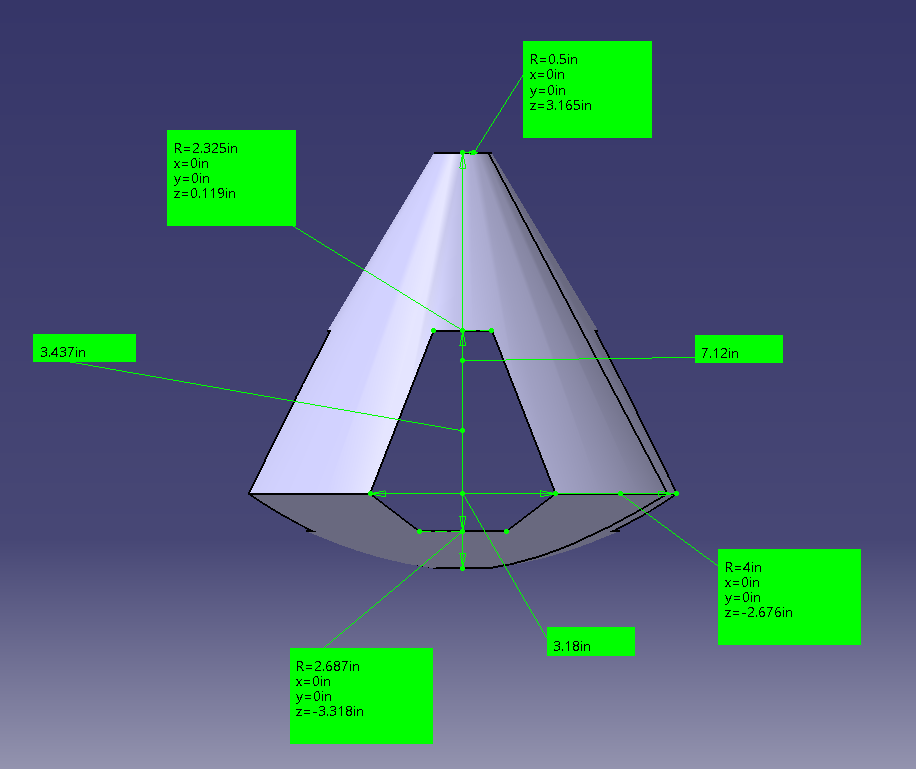 R=0.5in
x=0in
y=0in
z=3.165in
R=2.325in
x=0in
y=0in
z=0.119in
3.437in
7.12in
R=4in
x=0in
y=0in
z=-2.676in
3.18in
R=2.687in
x=0in
y=0in
z=-3.318in